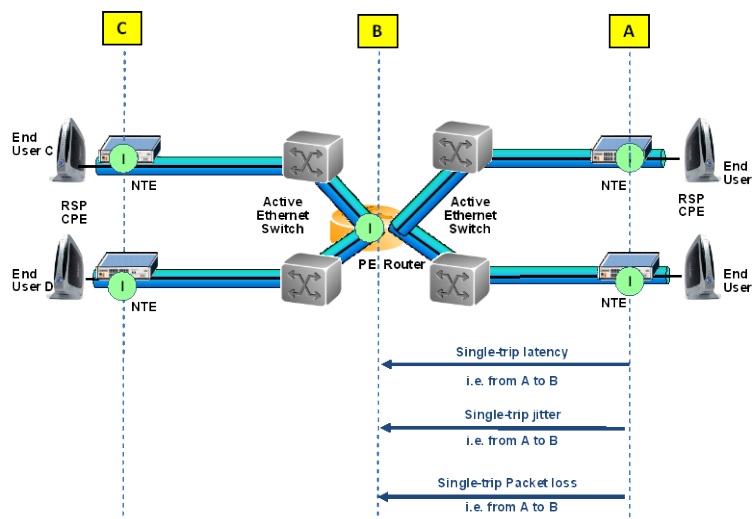 C
B
A
End
User C
I
NTE
RSP
CPE
Active
Ethernet
Switch
I
PE Router
Active
Ethernet
Switch
I
NTE
End
User
RSP
CPE
End
User D
I
NTE
I
NTE
End
User
Single-trip latency
i.e. from A to B
Single-trip jitter
i.e. from A to B
Single-trip Packet loss
i.e. from A to B